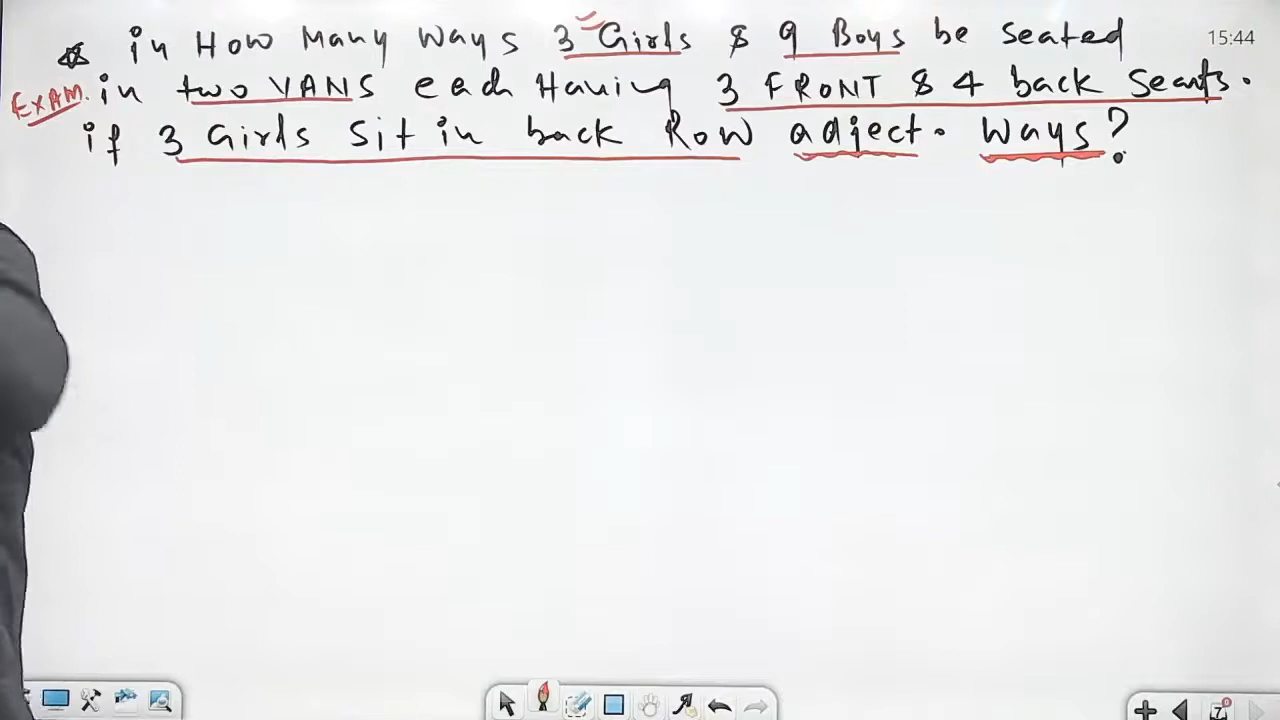 in How Many Ways 3 Girls & 9 Boys be seated
15:44
EXAM. in two VANS each Having 3 FRONT & 4 back Seants.
if 3 Girls Sit in back Row adject. Ways?